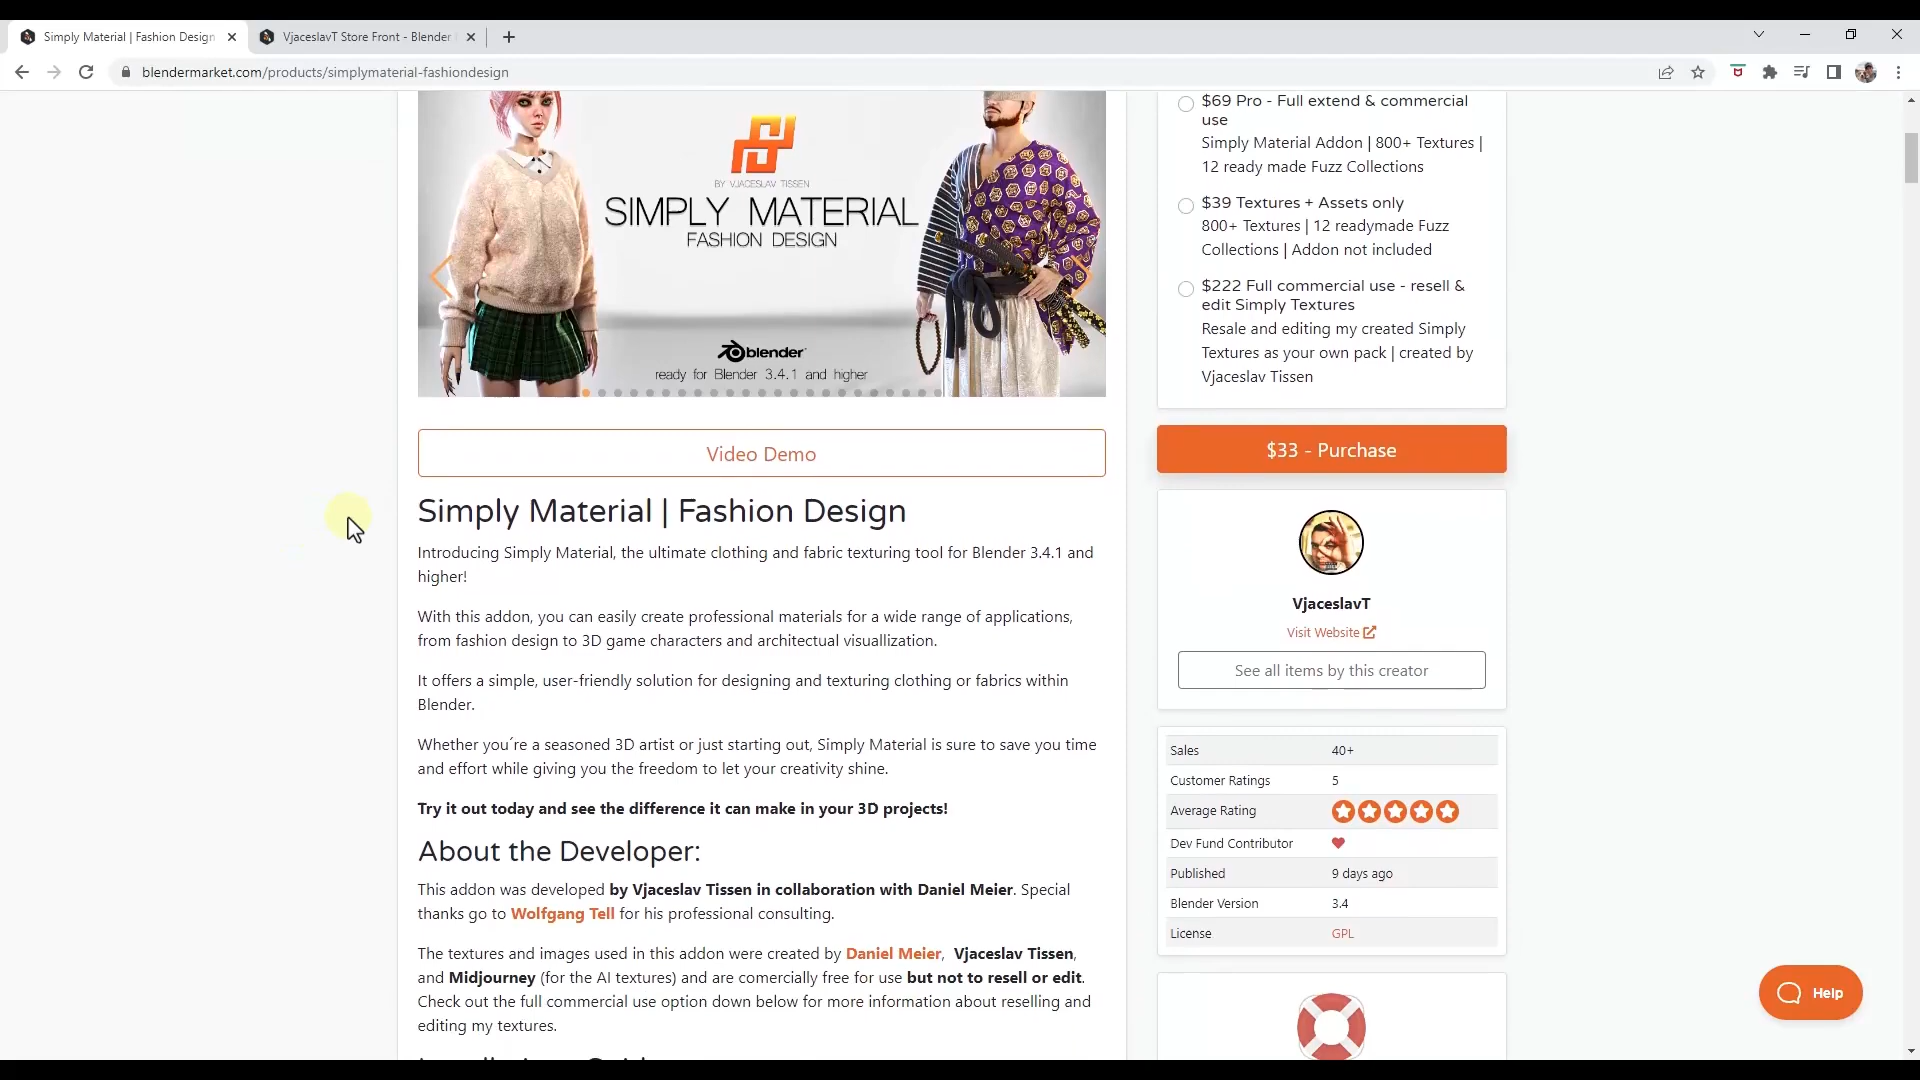 Simply Material | Fashion Design
VjaceslavT Store Front - Blender
blendermarket.com/products/simplymaterial-fashiondesign
BY VJACESLAV TISSEN
SIMPLY MATERIAL
FASHION DESIGN
blender
ready for Blender 3.4.1 and higher
Video Demo
Simply Material | Fashion Design
Introducing Simply Material, the ultimate clothing and fabric texturing tool for Blender 3.4.1 and
higher!
With this addon, you can easily create professional materials for a wide range of applications,
from fashion design to 3D game characters and architectual visuallization.
It offers a simple, user-friendly solution for designing and texturing clothing or fabrics within
Blender.
Whether you´re a seasoned 3D artist or just starting out, Simply Material is sure to save you time
and effort while giving you the freedom to let your creativity shine.
Try it out today and see the difference it can make in your 3D projects!
About the Developer:
This addon was developed by Vjaceslav Tissen in collaboration with Daniel Meier. Special
thanks go to Wolfgang Tell for his professional consulting.
The textures and images used in this addon were created by Daniel Meier, Vjaceslav Tissen,
and Midjourney (for the AI textures) and are comercially free for use but not to resell or edit.
Check out the full commercial use option down below for more information about reselling and
editing my textures.
$69 Pro - Full extend & commercial
use
Simply Material Addon | 800+ Textures |
12 ready made Fuzz Collections
$39 Textures + Assets only
800+ Textures | 12 readymade Fuzz
Collections | Addon not included
$222 Full commercial use - resell &
edit Simply Textures
Resale and editing my created Simply
Textures as your own pack | created by
Vjaceslav Tissen
$33 - Purchase
VjaceslavT
Visit Website
See all items by this creator
Sales 40+
Customer Ratings 5
Average Rating
Dev Fund Contributor
Published 9 days ago
Blender Version 3.4
License GPL
Help